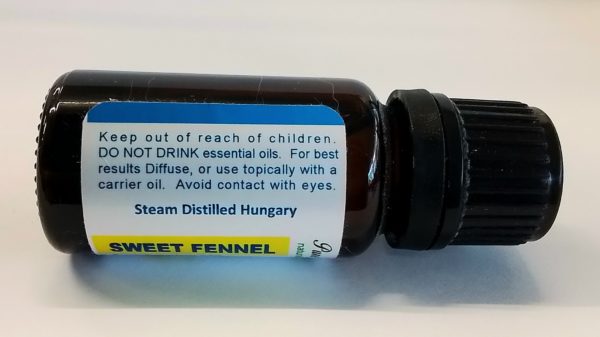 Keep out of reach of children.
DO NOT DRINK essential oils. For best
results Diffuse, or use topically with a
carrier oil. Avoid contact with eyes.
Steam Distilled Hungary
SWEET FENNEL